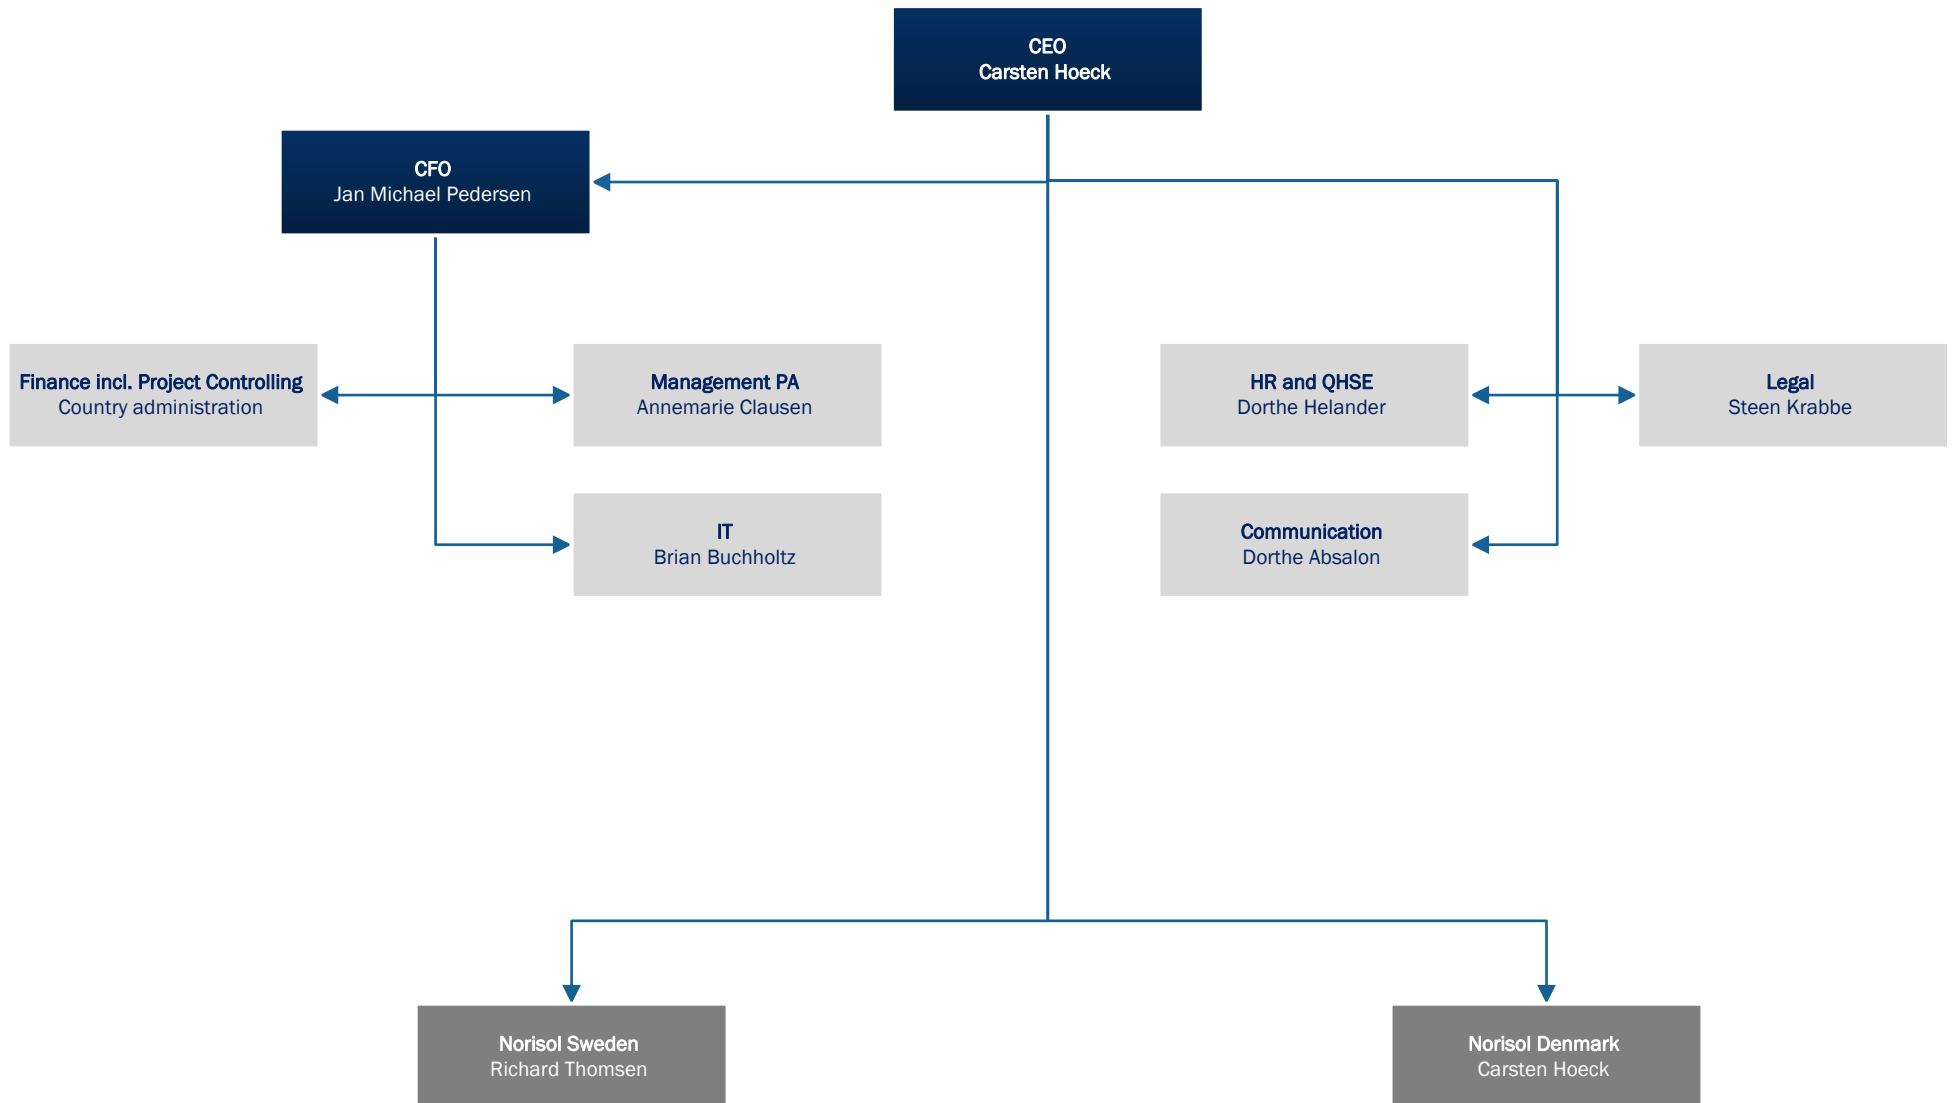 CEO
Carsten Hoeck
CFO
Jan Michael Pedersen
Finance incl. Project Controlling
Country administration
Management PA
Annemarie Clausen
HR and QHSE
Dorthe Helander
Legal
Steen Krabbe
IT
Brian Buchholtz
Communication
Dorthe Absalon
Norisol Sweden
Richard Thomsen
Norisol Denmark
Carsten Hoeck